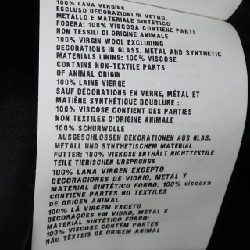 100% LANA VERGINE
ESCLUSO DECORAZIONI IN VETRO,
METALLO E MATERIALE SINTETICO
FODERA: 100% VISCOSA CONTIENE PARTI
NON TESSILI DI ORIGINE ANIMALE
100% VIRGIN WOOL EXCLUDING
DECORATIONS IN GLASS, METAL AND SYNTHETIC
MATERIALS LINING: 100% VISCOSE
CONTAINS NON-TEXTILE PARTS
OF ANIMAL ORIGIN
100% LAINE VIERGE
SAUF DECORATIONS EN VERRE, MÉTAL ET
MATIÈRE SYNTHÉTIQUE DOUBLURE :
100% VISCOSE CONTIENT DES PARTIES
NON TEXTILES D'ORIGINE ANIMALE
100% SCHURWOLLE
AUSGESCHLOSSEN DEKORATIONEN AUS GLAS,
METALL UND SYNTHETISCHEM MATERIAL
FUTTER: 100% VISKOSE ENTHÄLT NICHTTEXTILE
TEILE TIERISCHEN URSPRUNGS
100% LANA VIRGEN EXCEPTO
DECORACIONES DE VIDRIO, METAL Y
MATERIAL SINTÉTICO FORRO: 100% VISCOSA
CONTIENE PARTES NO TEXTILES
DE ORIGEN ANIMAL
100% LÃ VIRGEM EXCETO
DECORAÇÕES EM VIDRO, METAL E
MATERIAL SINTÉTICO FORRO:
100% VISCOSE CONTÉM PARTES
NÃO TÊXTEIS DE ORIGEM ANIMAL